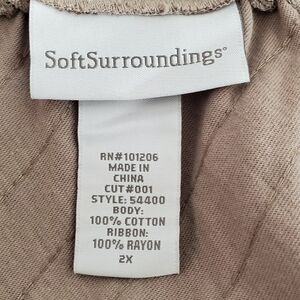 SoftSurroundings®
RN#101206
MADE IN
CHINA
CUT#001
STYLE: 54400
BODY:
100% COTTON
RIBBON:
100% RAYON
2X